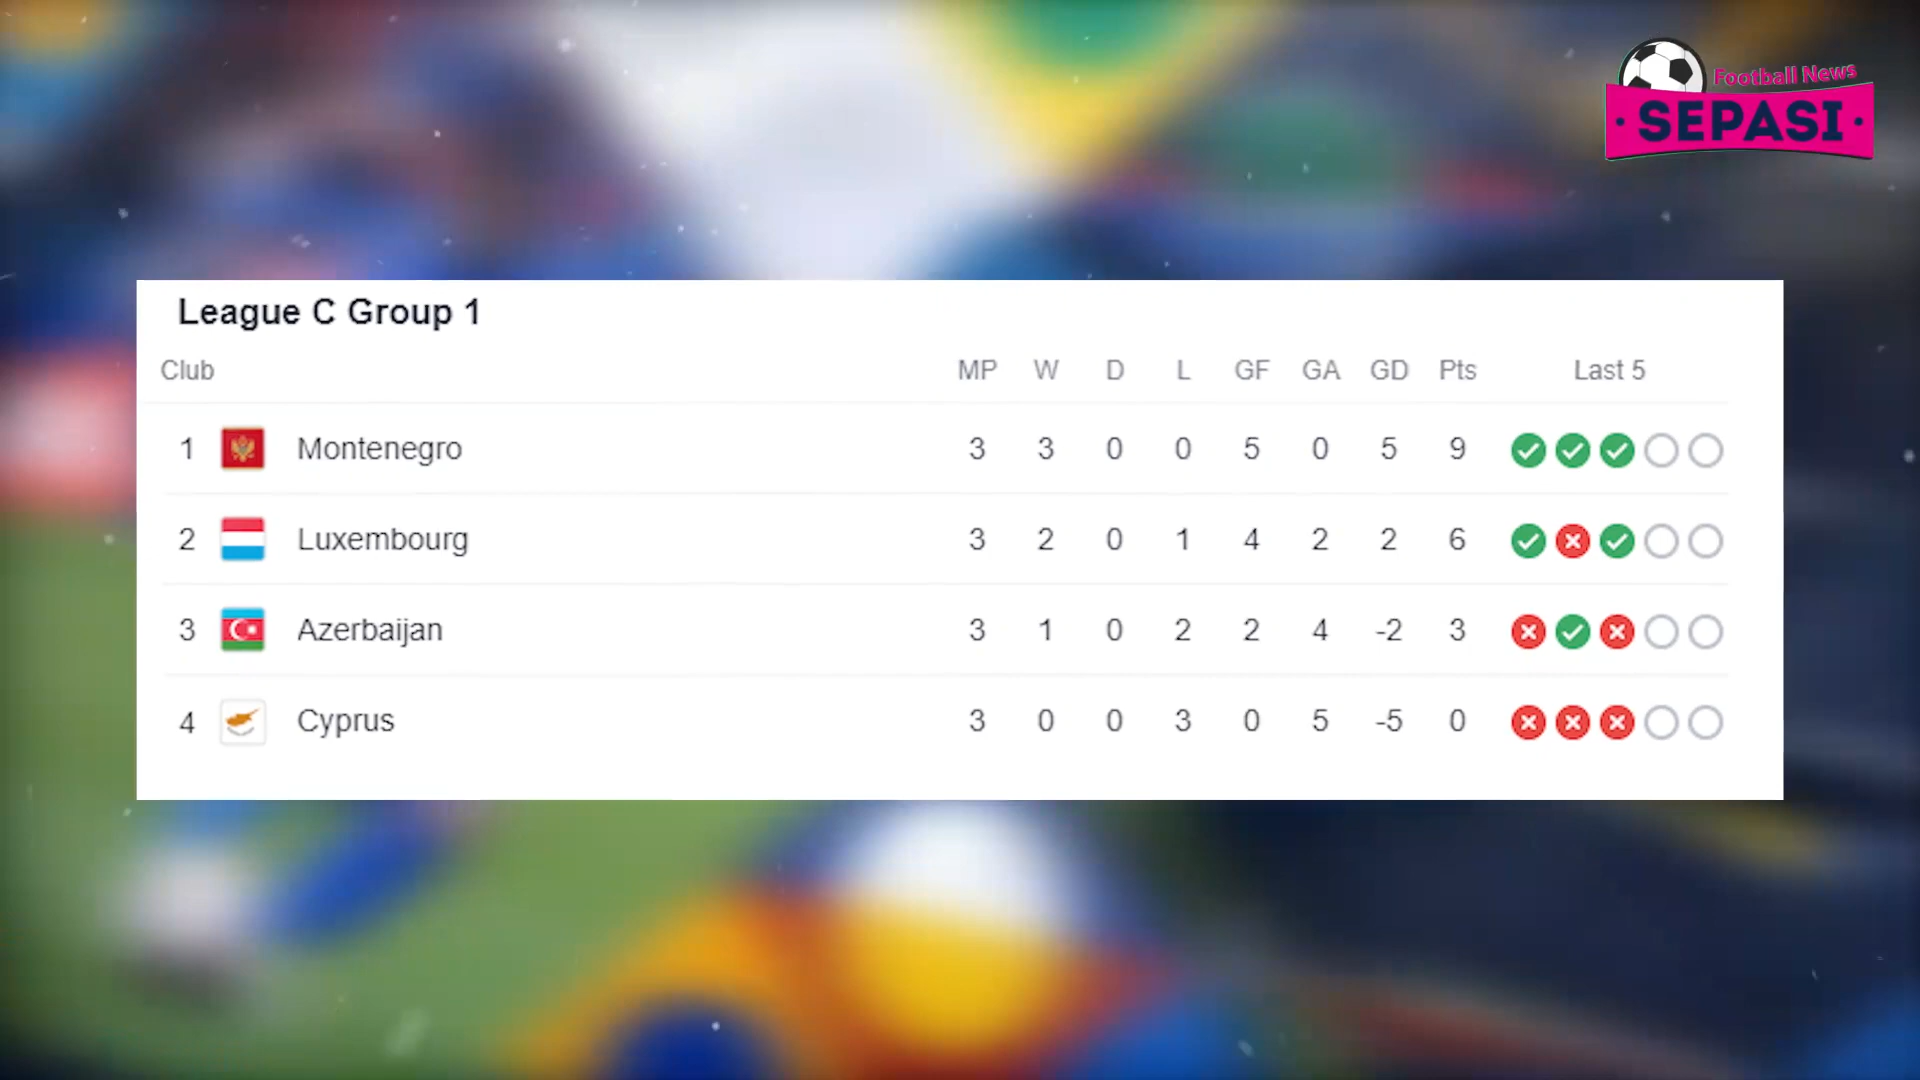 Football News
• SEPASI •
League C Group 1
Club MP W D L GF GA GD Pts Last 5
1 Montenegro 3 3 0 0 5 0 5 9
2 Luxembourg 3 2 0 1 4 2 2 6
3 Azerbaijan 3 1 0 2 2 4 -2 3
4 Cyprus 3 0 0 3 0 5 -5 0